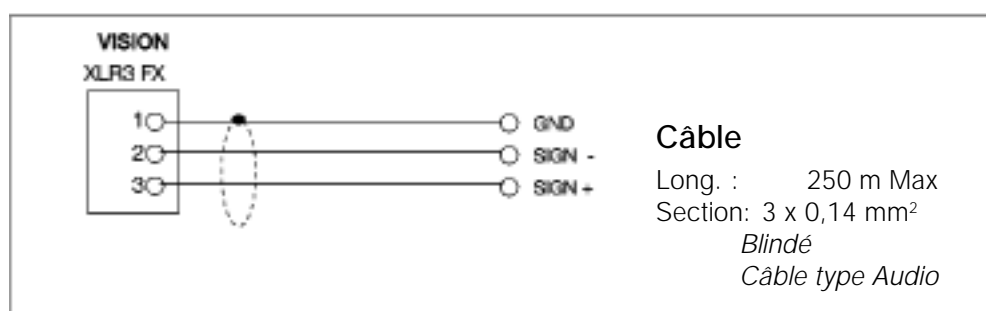 VISION
XLR3 FX
1 GND
2 SIGN -
3 SIGN +
Câble
Long. : 250 m Max
Section: 3 x 0,14 mm²
Blindé
Câble type Audio